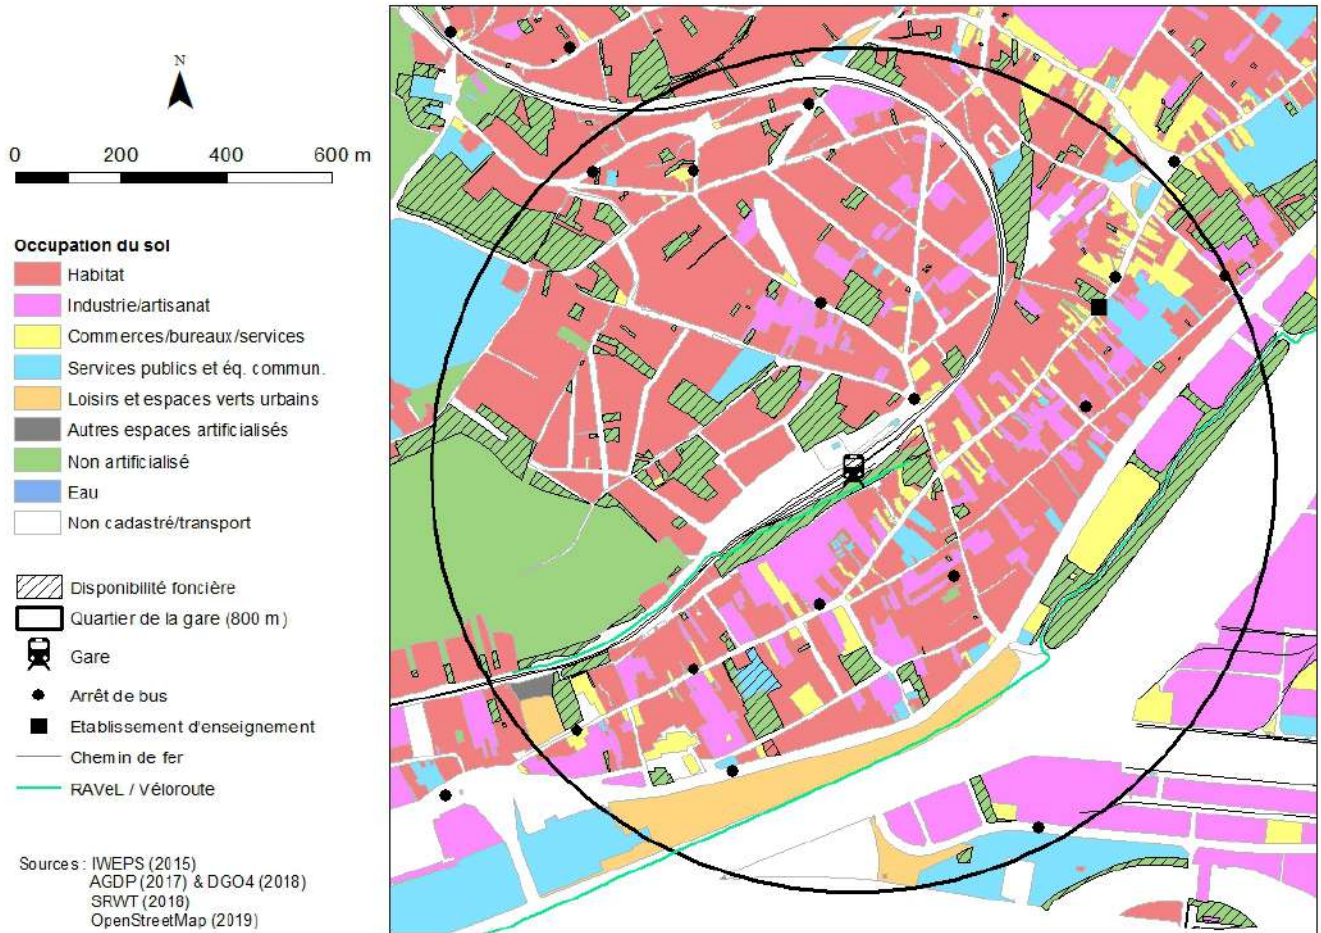 N
0 200 400 600 m
Occupation du sol
Habitat
Industrie/artisanat
Commerces/bureaux/services
Services publics et éq. commun.
Loisirs et espaces verts urbains
Autres espaces artificialisés
Non artificialisé
Eau
Non cadastré/transport
Disponibilité foncière
Quartier de la gare (800 m)
Gare
Arrêt de bus
Etablissement d'enseignement
Chemin de fer
RAVeL / Véloroute
Sources : IWEPS (2015)
AGDP (2017) & DGO4 (2018)
SRWT (2018)
OpenStreetMap (2019)